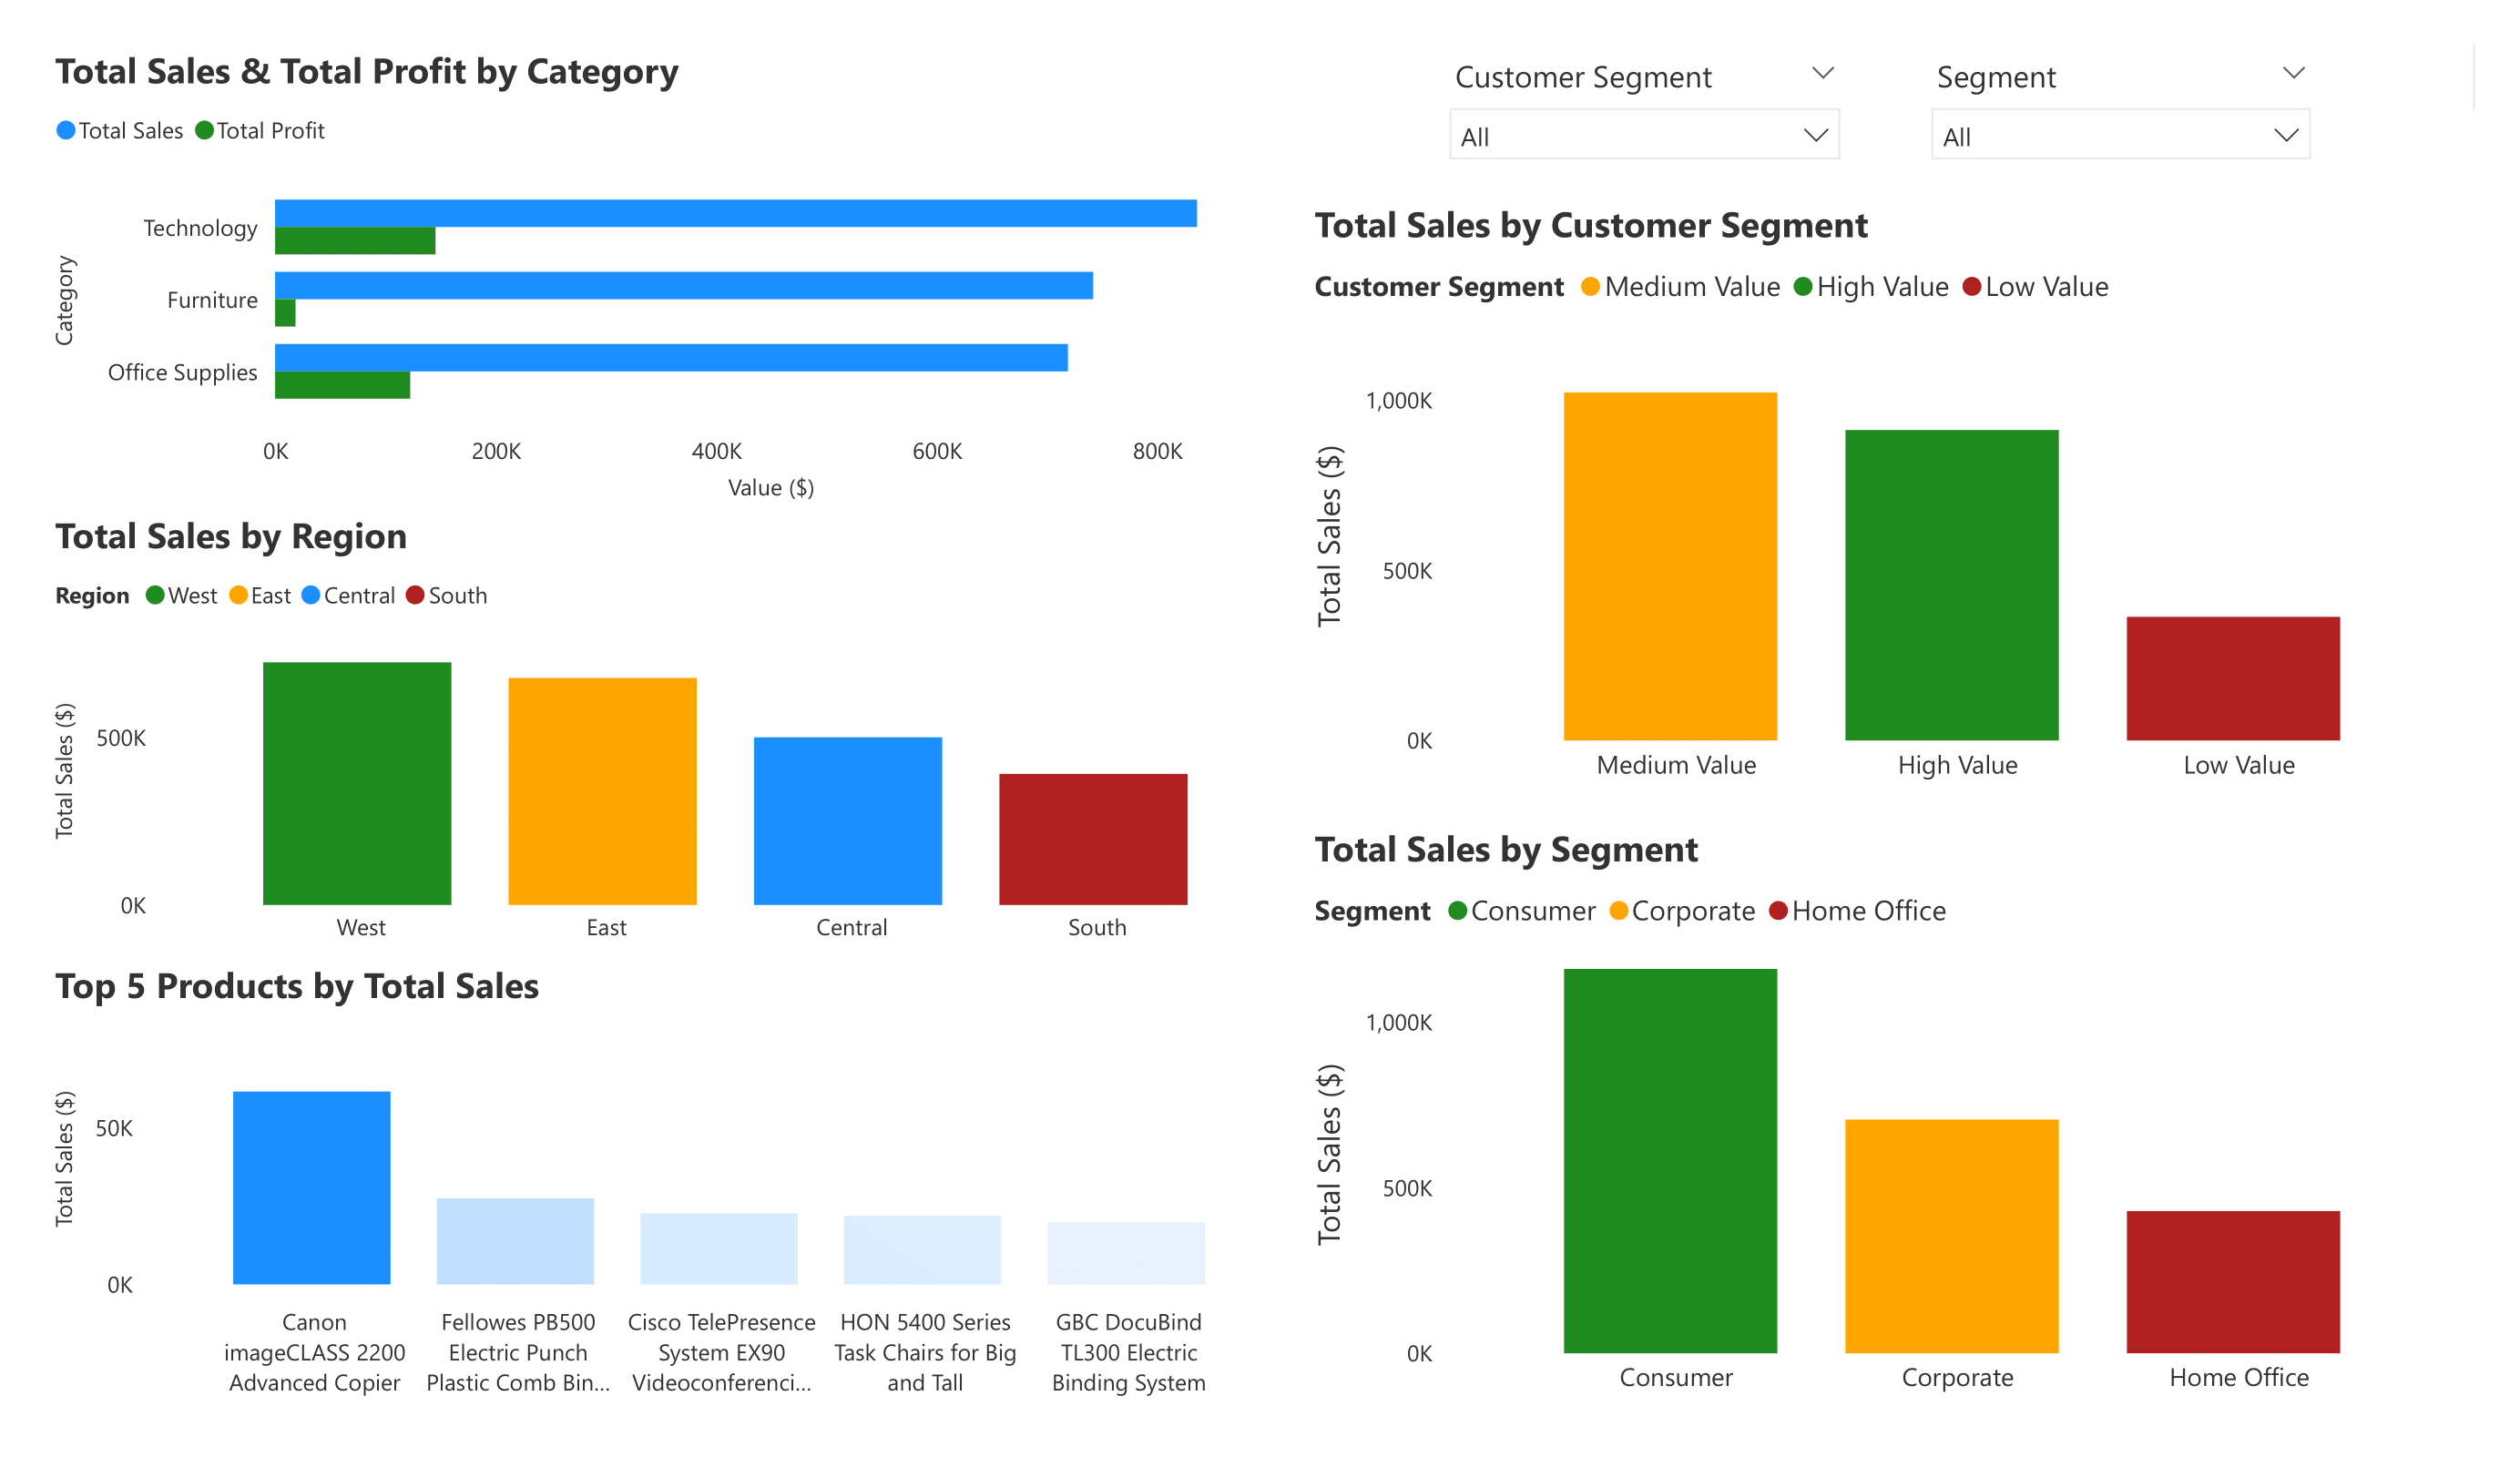 Total Sales & Total Profit by Category
Total Sales Total Profit
Category
Technology
Furniture
Office Supplies
0K 200K 400K 600K 800K
Value ($)
Total Sales by Region
Region West East Central South
Total Sales ($)
500K
0K
West East Central South
Top 5 Products by Total Sales
Total Sales ($)
50K
0K
Canon
imageCLASS 2200
Advanced Copier
Fellowes PB500
Electric Punch
Plastic Comb Bin...
Cisco TelePresence
System EX90
Videoconferenci...
HON 5400 Series
Task Chairs for Big
and Tall
GBC DocuBind
TL300 Electric
Binding System
Customer Segment
All
Segment
All
Total Sales by Customer Segment
Customer Segment Medium Value High Value Low Value
Total Sales ($)
1,000K
500K
0K
Medium Value High Value Low Value
Total Sales by Segment
Segment Consumer Corporate Home Office
Total Sales ($)
1,000K
500K
0K
Consumer Corporate Home Office